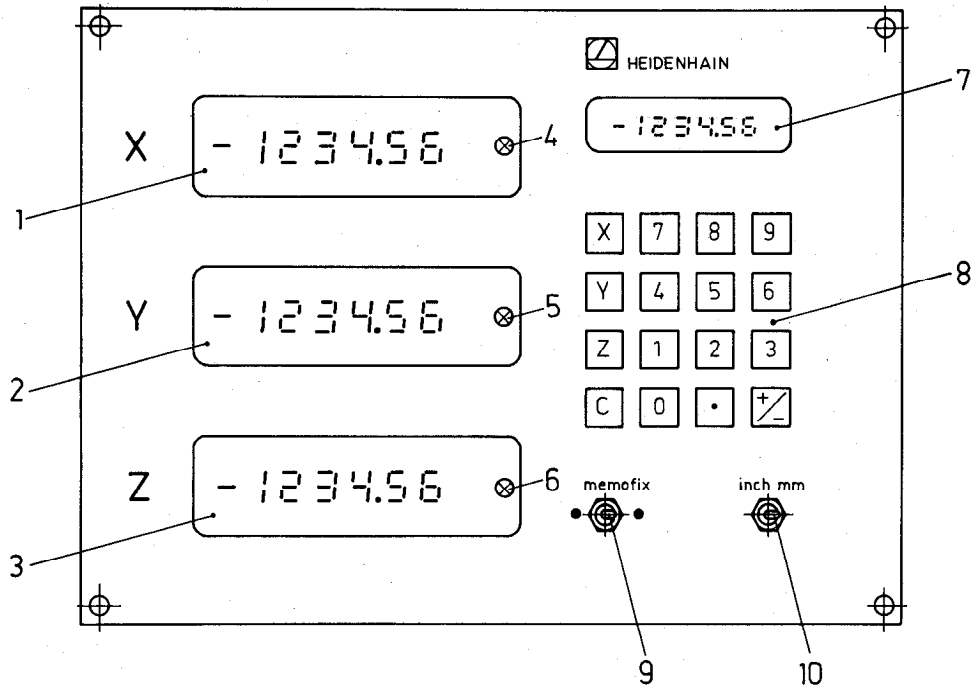 HEIDENHAIN
7
- 1234.56
X
- 1234.56
4
1
X 7 8 9
8
Y 4 5 6
Y
- 1234.56
5
2
Z 1 2 3
C 0 . +/-
Z
- 1234.56
6
3
memofix
inch mm
9
10